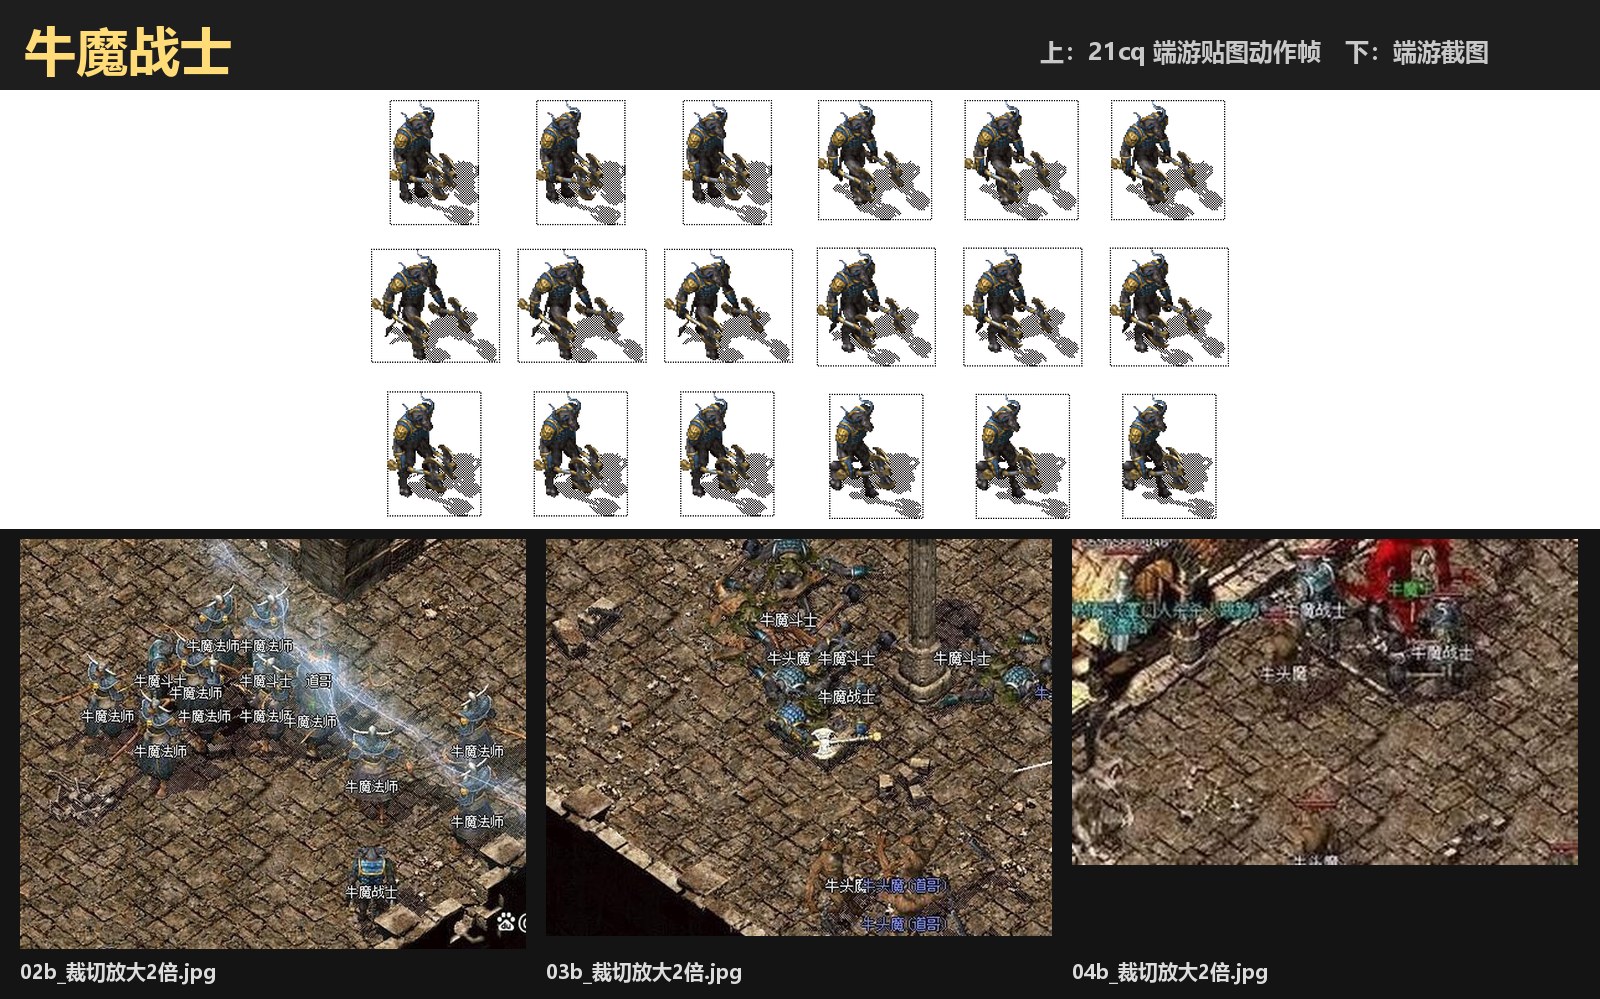 牛魔战士
上：21cq 端游贴图动作帧　下：端游截图
牛魔法师 牛魔法师
牛魔斗士 牛魔斗士 道哥
牛魔法师
牛魔法师 牛魔法师 牛魔法师 牛魔法师
牛魔法师 牛魔法师
牛魔法师
牛魔法师
牛魔战士
牛魔斗士
牛头魔 牛魔斗士 牛魔斗士
牛魔战士 牛
牛头魔 牛头魔(道哥)
牛头魔(道哥)
牛魔战士
牛魔战士
牛头魔
牛头魔
02b_裁切放大2倍.jpg
03b_裁切放大2倍.jpg
04b_裁切放大2倍.jpg